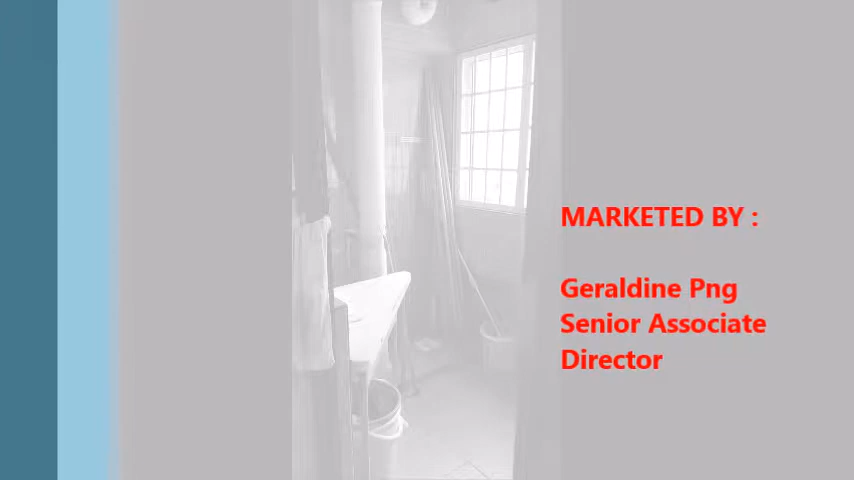 MARKETED BY :
Geraldine Png
Senior Associate
Director